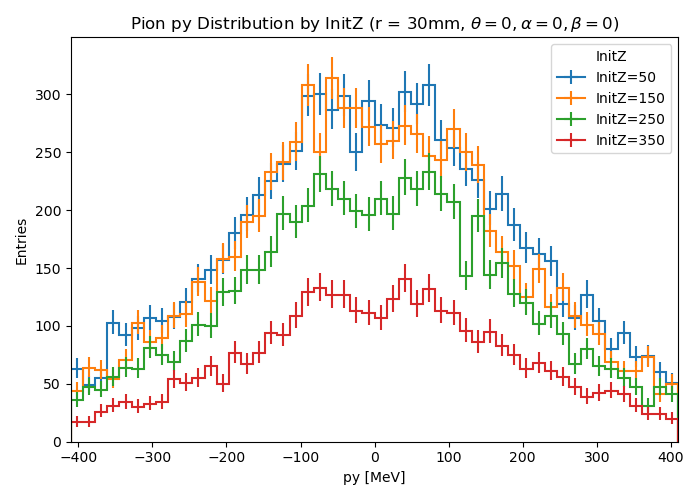 Pion py Distribution by InitZ (r = 30mm, θ = 0, α = 0, β = 0)
InitZ
InitZ=50
InitZ=150
InitZ=250
InitZ=350
Entries
300
250
200
150
100
50
0
−400 −300 −200 −100 0 100 200 300 400
py [MeV]